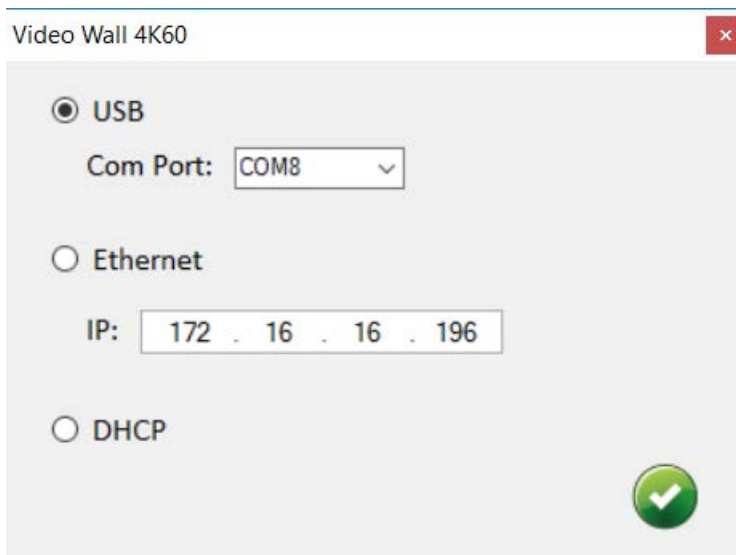 Video Wall 4K60
USB
Com Port: COM8
Ethernet
IP: 172 . 16 . 16 . 196
DHCP